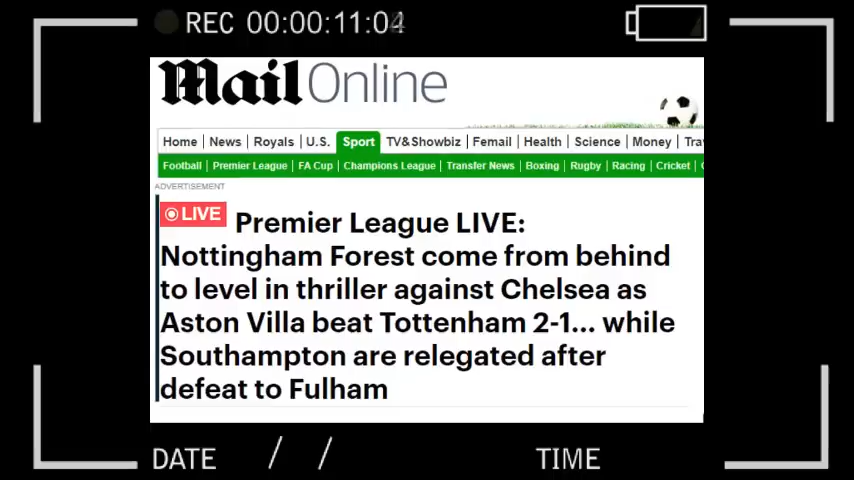 REC 00:00:11:04
Mail Online
Home | News | Royals | U.S. | Sport | TV&Showbiz | Femail | Health | Science | Money | Tra
Football | Premier League | FA Cup | Champions League | Transfer News | Boxing | Rugby | Racing | Cricket |
ADVERTISEMENT
LIVE Premier League LIVE:
Nottingham Forest come from behind
to level in thriller against Chelsea as
Aston Villa beat Tottenham 2-1... while
Southampton are relegated after
defeat to Fulham
DATE / / TIME